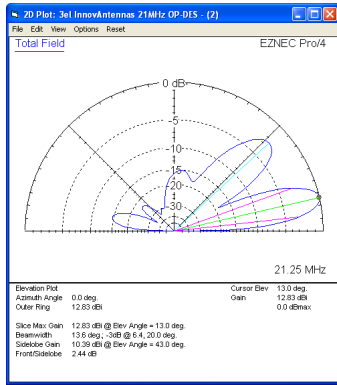 2D Plot: 3el InnovAntennas 21MHz OP-DES - (2)
File Edit View Options Reset
Total Field EZNEC Pro/4
0 dB
-5
-10
-15
-20
-30
21.25 MHz
Elevation Plot Cursor Elev 13.0 deg.
Azimuth Angle 0.0 deg. Gain 12.83 dBi
Outer Ring 12.83 dBi 0.0 dBmax
Slice Max Gain 12.83 dBi @ Elev Angle = 13.0 deg.
Beamwidth 13.6 deg.; -3dB @ 6.4, 20.0 deg.
Sidelobe Gain 10.39 dBi @ Elev Angle = 43.0 deg.
Front/Sidelobe 2.44 dB